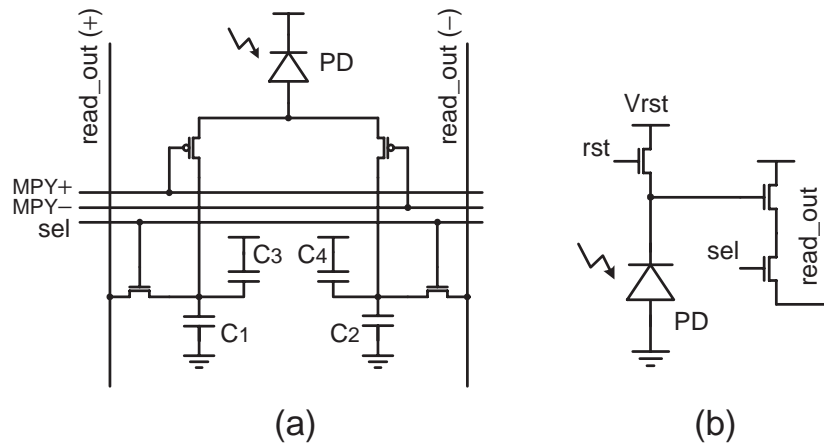 read_out (+)
PD
read_out (−)
MPY+
MPY−
sel
C3
C4
C1
C2
(a)
Vrst
rst
sel
read_out
PD
(b)